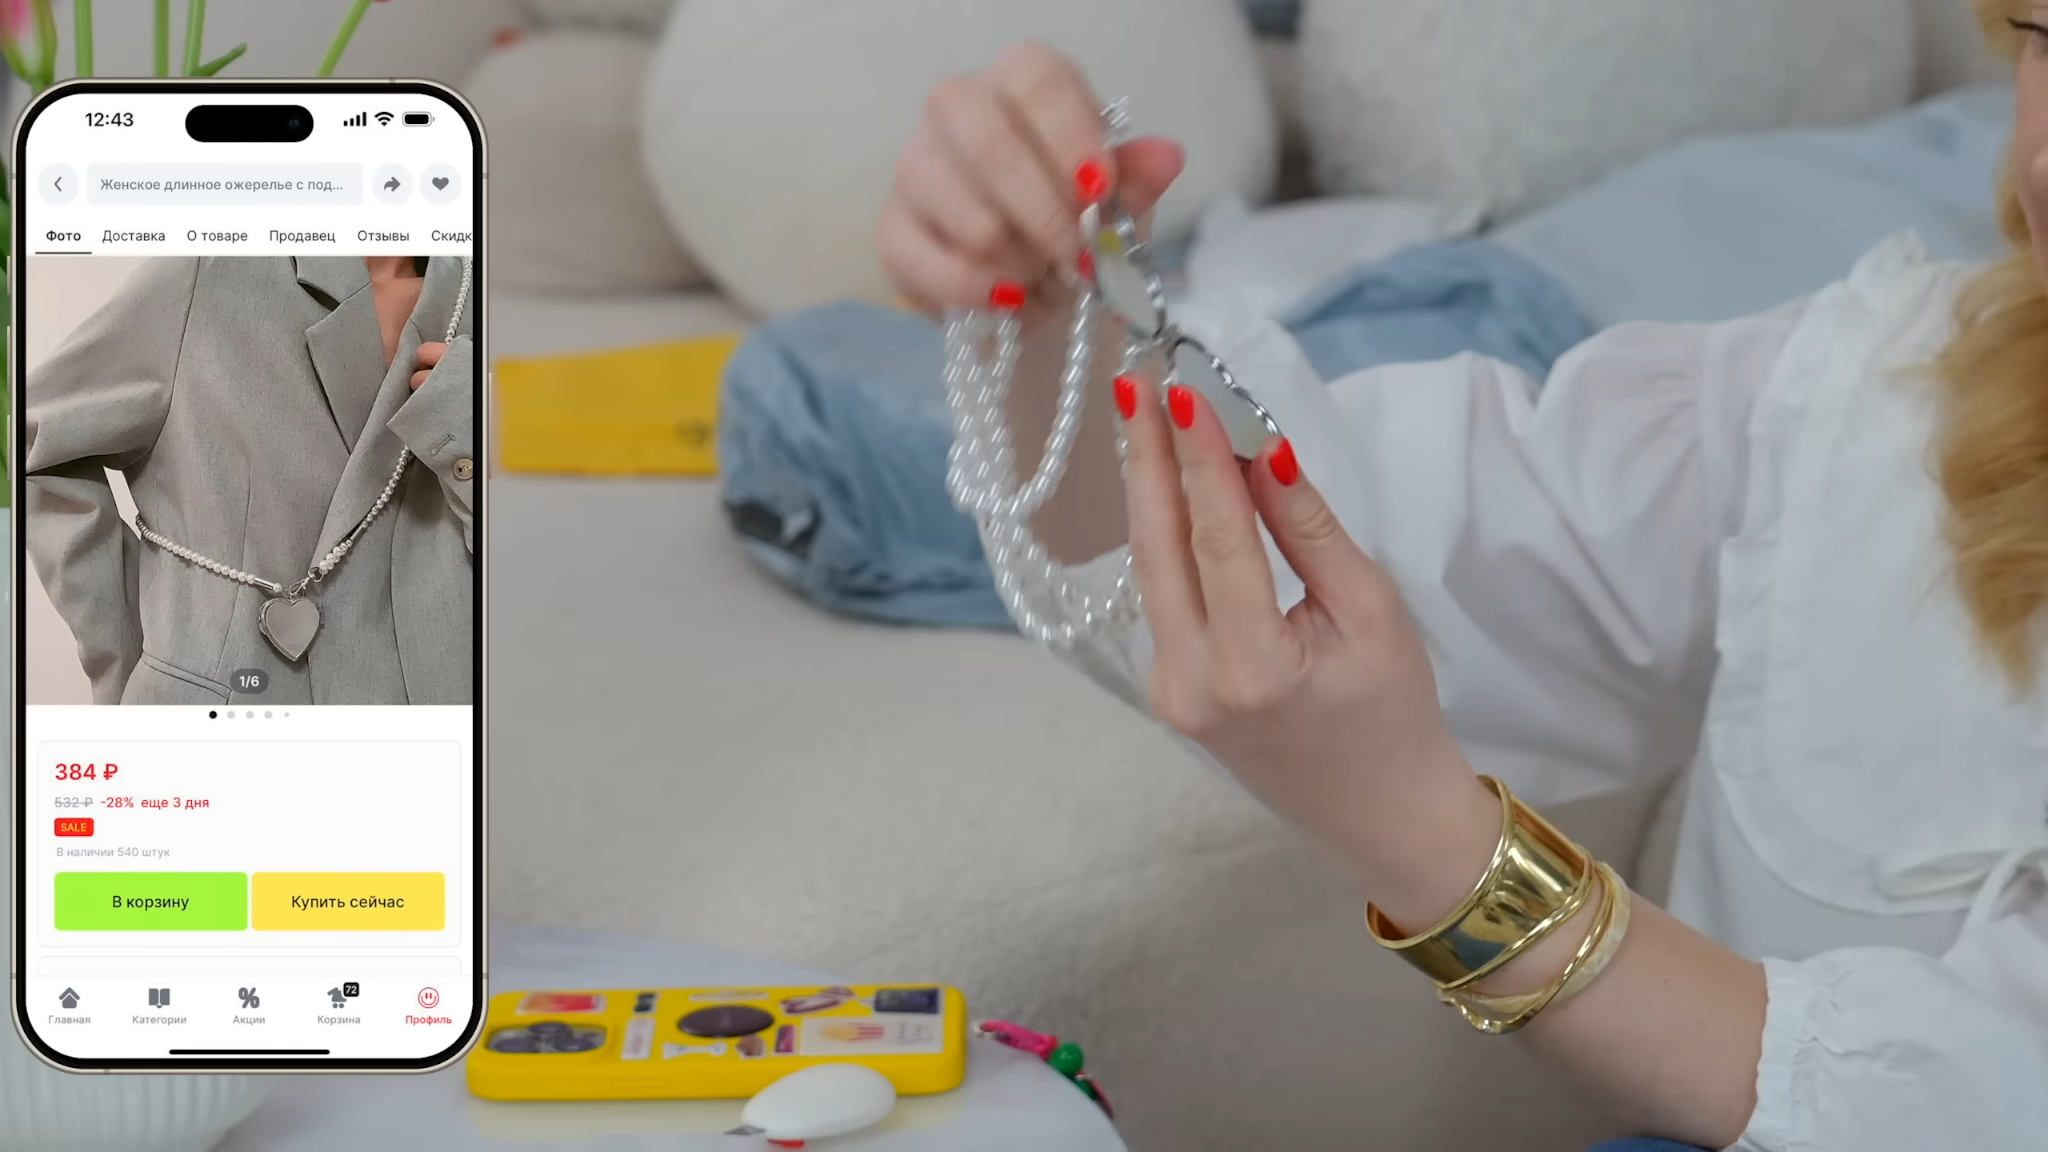 12:43
Женское длинное ожерелье с под...
Фото Доставка О товаре Продавец Отзывы Скидк
1/6
384 ₽
532 ₽ -28% еще 3 дня
SALE
В наличии 540 штук
В корзину Купить сейчас
72
Главная Категории Акции Корзина Профиль